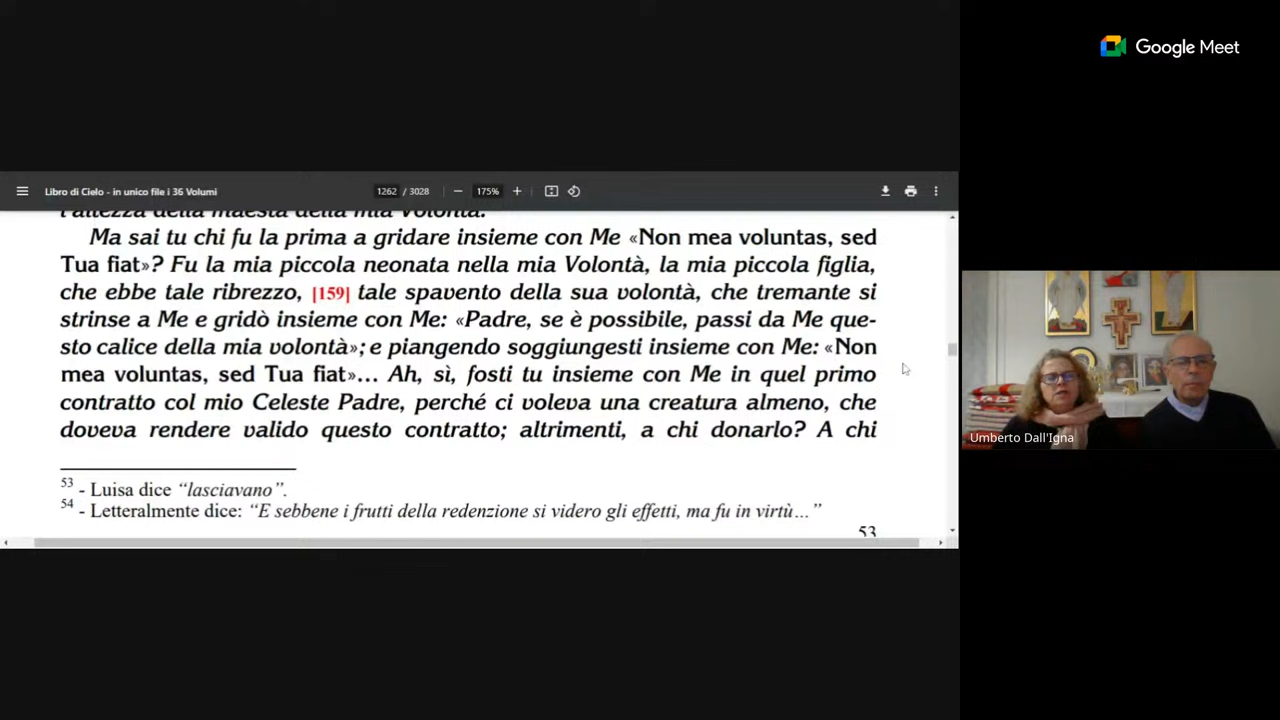 Google Meet
Libro di Cielo - in unico file i 36 Volumi
1262 / 3028
175%
l'altezza della maestà della mia Volontà.
Ma sai tu chi fu la prima a gridare insieme con Me «Non mea voluntas, sed
Tua fiat»? Fu la mia piccola neonata nella mia Volontà, la mia piccola figlia,
che ebbe tale ribrezzo, [159] tale spavento della sua volontà, che tremante si
strinse a Me e gridò insieme con Me: «Padre, se è possibile, passi da Me que-
sto calice della mia volontà»; e piangendo soggiungesti insieme con Me: «Non
mea voluntas, sed Tua fiat»... Ah, sì, fosti tu insieme con Me in quel primo
contratto col mio Celeste Padre, perché ci voleva una creatura almeno, che
doveva rendere valido questo contratto; altrimenti, a chi donarlo? A chi
53 - Luisa dice “lasciavano”.
54 - Letteralmente dice: “E sebbene i frutti della redenzione si videro gli effetti, ma fu in virtù…”
53
Umberto Dall'Igna